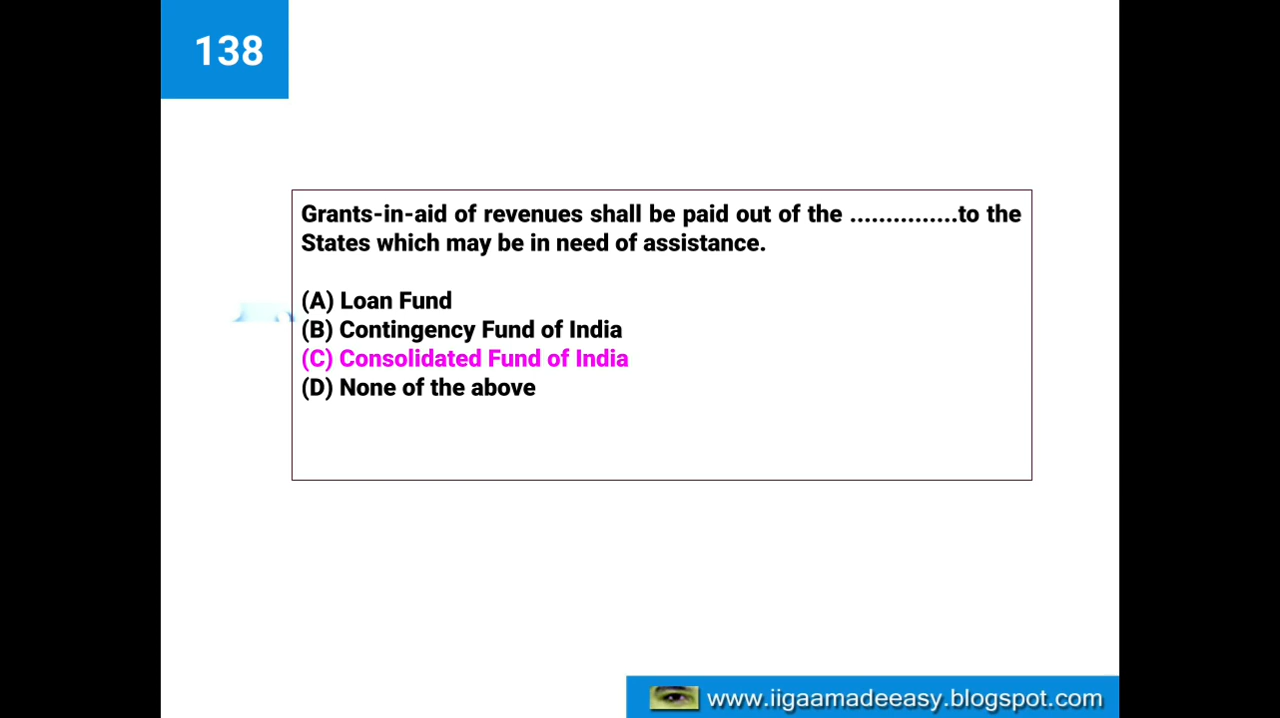 138
Grants-in-aid of revenues shall be paid out of the ...............to the
States which may be in need of assistance.
(A) Loan Fund
(B) Contingency Fund of India
(C) Consolidated Fund of India
(D) None of the above
www.iigaamadeeasy.blogspot.com